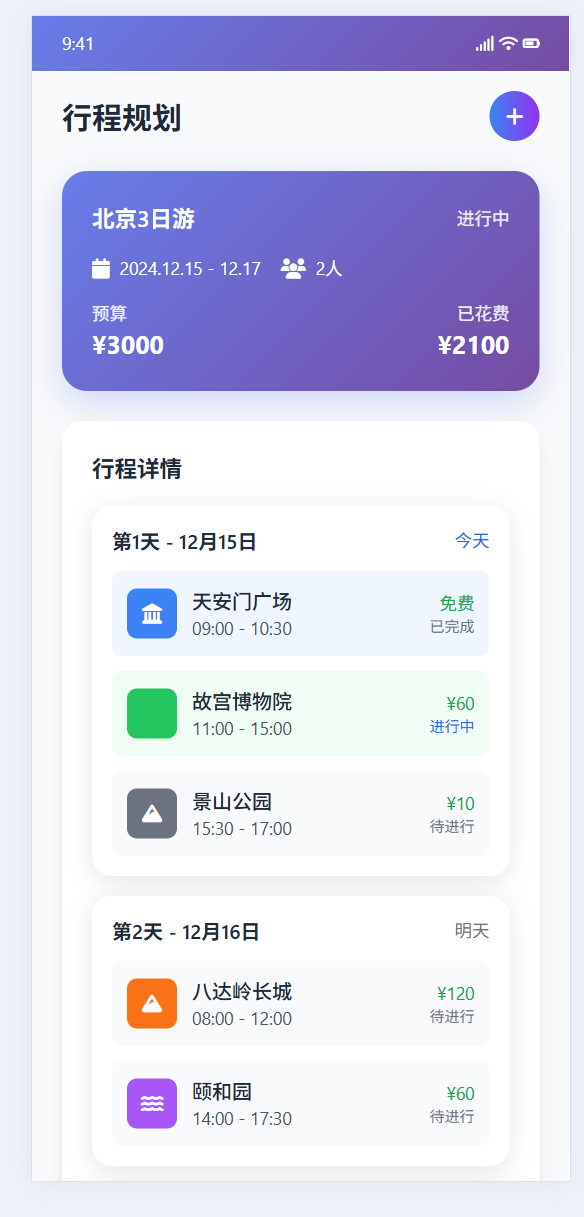 9:41
行程规划
北京3日游 进行中
2024.12.15 - 12.17 2人
预算 已花费
¥3000 ¥2100
行程详情
第1天 - 12月15日 今天
天安门广场 免费
09:00 - 10:30 已完成
故宫博物院 ¥60
11:00 - 15:00 进行中
景山公园 ¥10
15:30 - 17:00 待进行
第2天 - 12月16日 明天
八达岭长城 ¥120
08:00 - 12:00 待进行
颐和园 ¥60
14:00 - 17:30 待进行